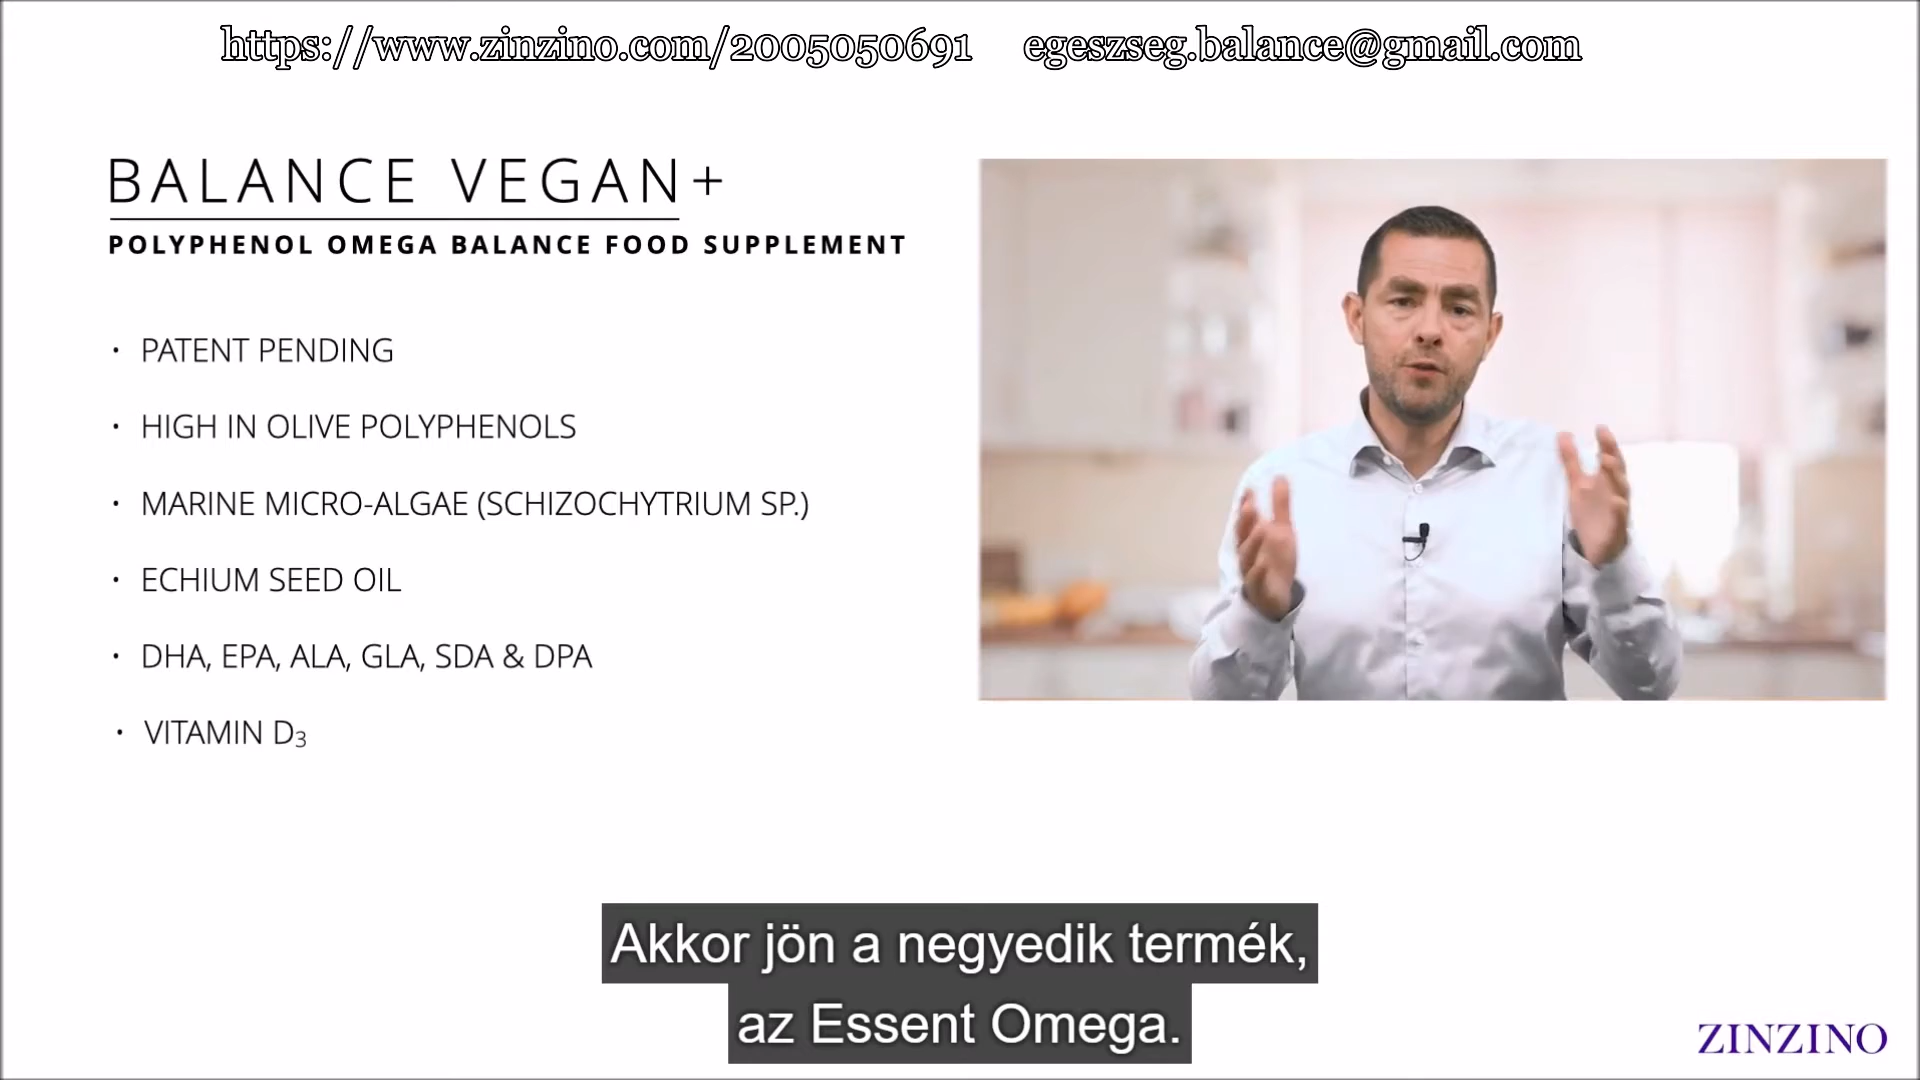 https://www.zinzino.com/2005050691 egeszseg.balance@gmail.com
BALANCE VEGAN+
POLYPHENOL OMEGA BALANCE FOOD SUPPLEMENT
· PATENT PENDING
· HIGH IN OLIVE POLYPHENOLS
· MARINE MICRO-ALGAE (SCHIZOCHYTRIUM SP.)
· ECHIUM SEED OIL
· DHA, EPA, ALA, GLA, SDA & DPA
· VITAMIN D₃
Akkor jön a negyedik termék,
az Essent Omega.
ZINZINO